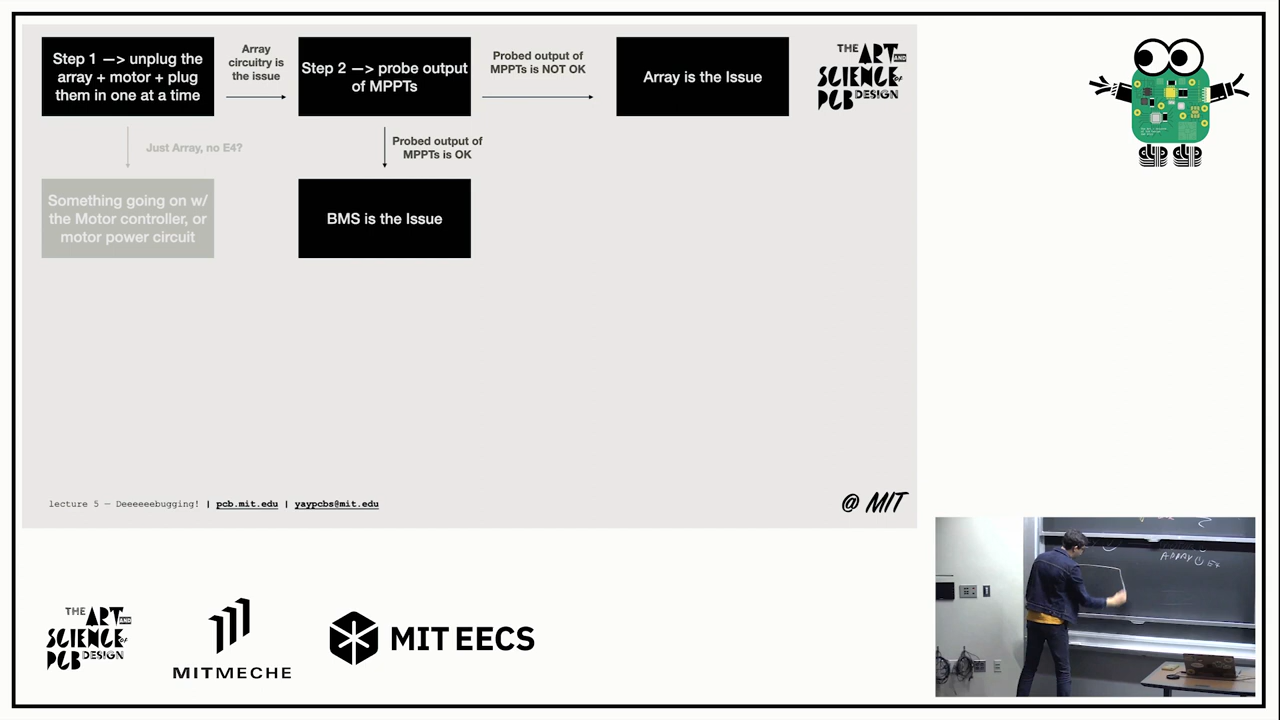 Step 1 —> unplug the
array + motor + plug
them in one at a time
Array
circuitry is
the issue
Step 2 —> probe output
of MPPTs
Probed output of
MPPTs is NOT OK
Array is the Issue
THE ART AND
SCIENCE of
PCB DESIGN
Just Array, no E4?
Probed output of
MPPTs is OK
Something going on w/
the Motor controller, or
motor power circuit
BMS is the Issue
lecture 5 — Deeeeeebugging! | pcb.mit.edu | yaypcbs@mit.edu
@ MIT
THE ART AND
SCIENCE of
PCB DESIGN
MITMECHE
MIT EECS
ARRAY
E4